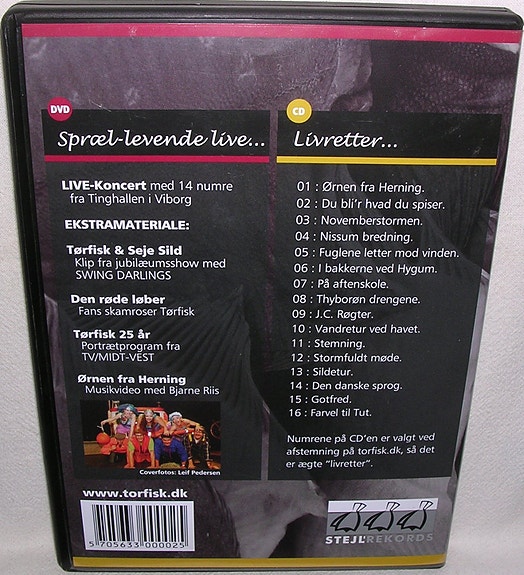 DVD
Spræl-levende live...
LIVE-Koncert med 14 numre
fra Tinghallen i Viborg
EKSTRAMATERIALE:
Tørfisk & Seje Sild
Klip fra jubilæumsshow med
SWING DARLINGS
Den røde løber
Fans skamroser Tørfisk
Tørfisk 25 år
Portrætprogram fra
TV/MIDT-VEST
Ørnen fra Herning
Musikvideo med Bjarne Riis
Coverfotos: Leif Pedersen
www.torfisk.dk
5 705633 000025
CD
Livretter...
01 : Ørnen fra Herning.
02 : Du bli'r hvad du spiser.
03 : Novemberstormen.
04 : Nissum bredning.
05 : Fuglene letter mod vinden.
06 : I bakkerne ved Hygum.
07 : På aftenskole.
08 : Thyborøn drengene.
09 : J.C. Røgter.
10 : Vandretur ved havet.
11 : Stemning.
12 : Stormfuldt møde.
13 : Sildetur.
14 : Den danske sprog.
15 : Gotfred.
16 : Farvel til Tut.
Numrene på CD'en er valgt ved
afstemning på torfisk.dk, så det
er ægte "livretter".
STEJL'REKORDS